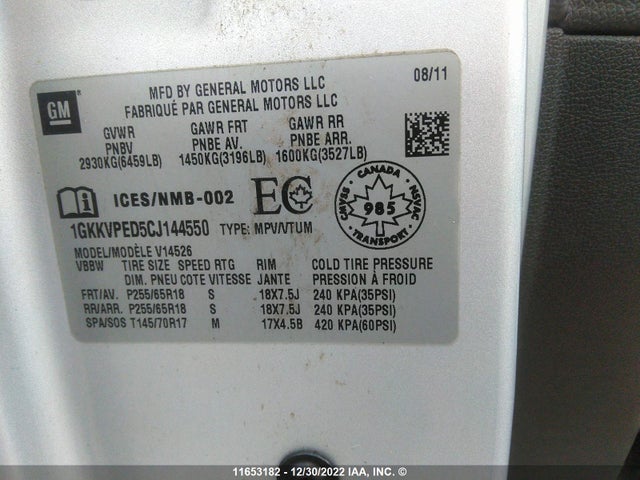 GM
MFD BY GENERAL MOTORS LLC
FABRIQUÉ PAR GENERAL MOTORS LLC
08/11
GVWR GAWR FRT GAWR RR
PNBV PNBE AV. PNBE ARR.
2930KG(6459LB) 1450KG(3196LB) 1600KG(3527LB)
ICES/NMB-002 EC
CANADA CMVSS NSVAC 985 TRANSPORT
1GKKVPED5CJ144550 TYPE: MPV/VTUM
MODEL/MODÈLE V14526
VBBW TIRE SIZE SPEED RTG RIM COLD TIRE PRESSURE
DIM. PNEU COTE VITESSE JANTE PRESSION À FROID
FRT/AV. P255/65R18 S 18X7.5J 240 KPA(35PSI)
RR/ARR. P255/65R18 S 18X7.5J 240 KPA(35PSI)
SPA/SOS T145/70R17 M 17X4.5B 420 KPA(60PSI)
11653182 - 12/30/2022 IAA, INC. ©